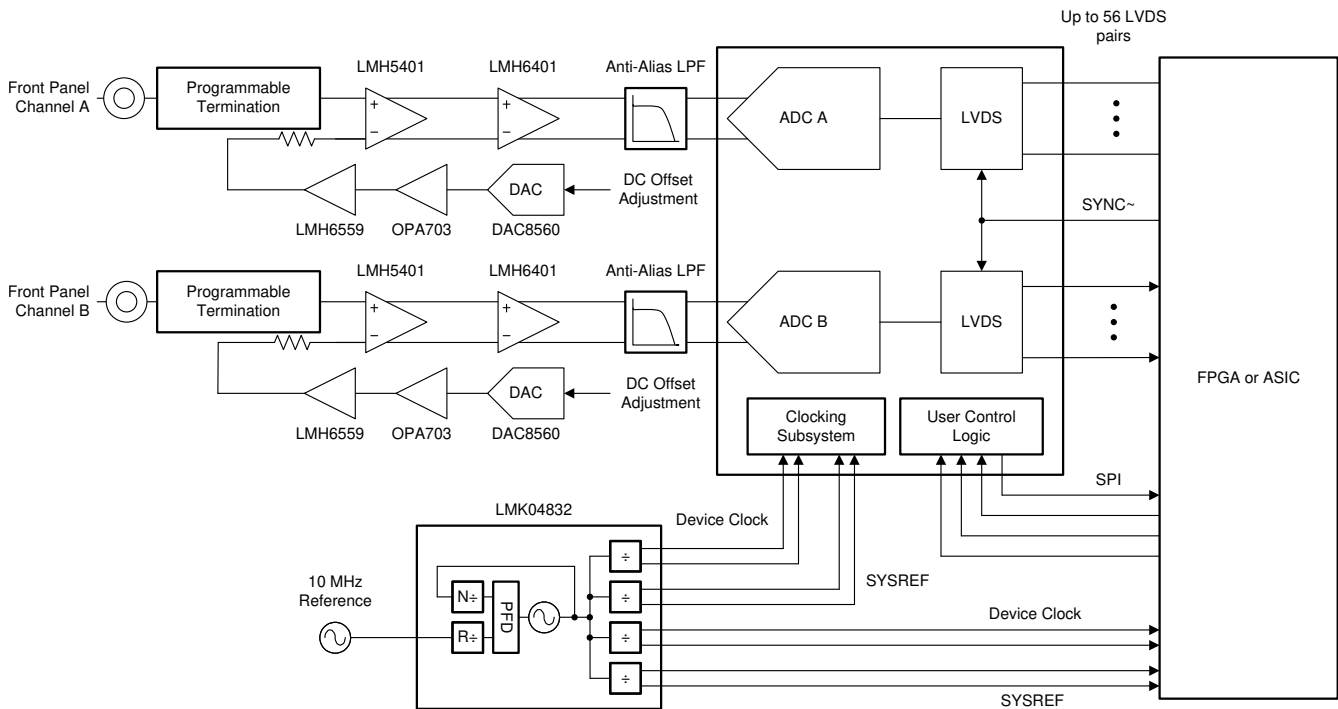 Up to 56 LVDS
pairs
Front Panel
Channel A
Programmable
Termination
LMH5401
LMH6401
Anti-Alias LPF
+
−
+
−
ADC A
LVDS
DAC
DC Offset
Adjustment
LMH6559
OPA703
DAC8560
SYNC~
Front Panel
Channel B
Programmable
Termination
LMH5401
LMH6401
Anti-Alias LPF
+
−
+
−
ADC B
LVDS
DAC
DC Offset
Adjustment
LMH6559
OPA703
DAC8560
FPGA or ASIC
Clocking
Subsystem
User Control
Logic
SPI
LMK04832
Device Clock
SYSREF
10 MHz
Reference
N÷
R÷
PFD
÷
÷
÷
÷
Device Clock
SYSREF